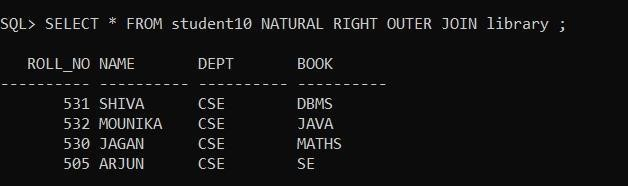 SQL> SELECT * FROM student10 NATURAL RIGHT OUTER JOIN library ;
ROLL_NO NAME DEPT BOOK
---------- ---------- ---------- ----------
531 SHIVA CSE DBMS
532 MOUNIKA CSE JAVA
530 JAGAN CSE MATHS
505 ARJUN CSE SE